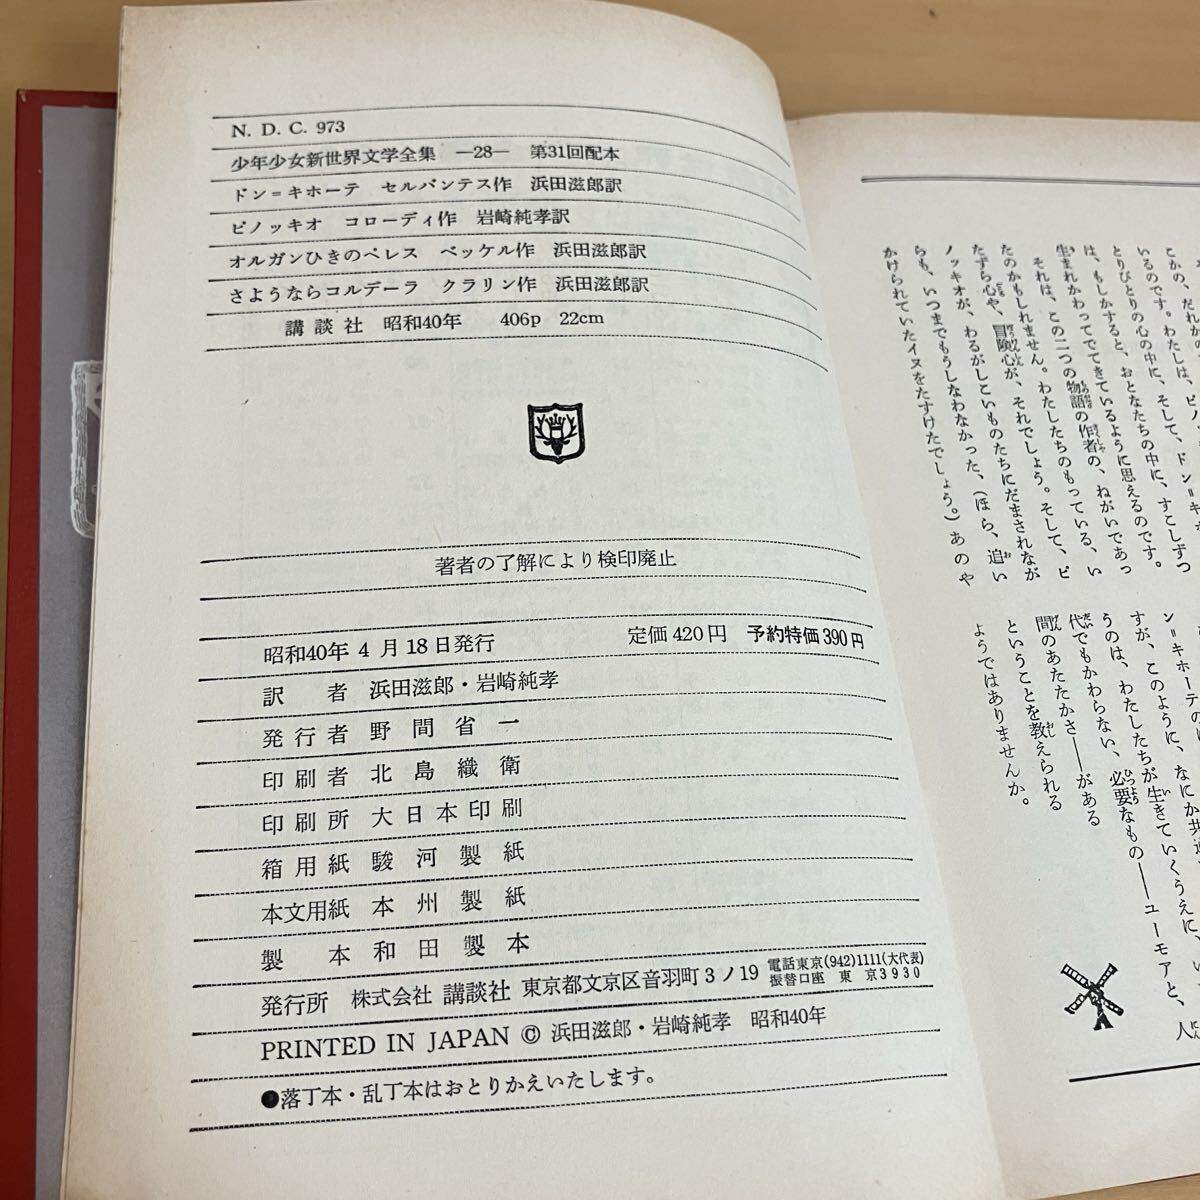 N. D. C. 973
少年少女新世界文学全集 —28— 第31回配本
ドン＝キホーテ セルバンテス作 浜田滋郎訳
ピノッキオ コローディ作 岩崎純孝訳
オルガンひきのペレス ベッケル作 浜田滋郎訳
さようならコルデーラ クラリン作 浜田滋郎訳
講談社 昭和40年 406p 22cm
著者の了解により検印廃止
昭和40年4月18日発行 定価420円 予約特価390円
訳者 浜田滋郎・岩崎純孝
発行者 野間省一
印刷者 北島織衛
印刷所 大日本印刷
箱用紙 駿河製紙
本文用紙 本州製紙
製本 和田製本
発行所 株式会社 講談社 東京都文京区音羽町3ノ19 電話東京(942)1111(大代表)
振替口座 東京3930
PRINTED IN JAPAN © 浜田滋郎・岩崎純孝 昭和40年
●落丁本・乱丁本はおとりかえいたします。
こかの、だれかの
いるのです。わたしは、ピノッ
とりびとりの心の中に、そして、ドン＝キホ
は、もしかすると、おとなたちの中に、すこしずつ
生まれかわってでてきているように思えるのです。
それは、この二つの物語の作者の、ねがいであっ
たのかもしれません。わたしたちのもっている、い
たずら心や、冒険心が、それでしょう。そして、ピ
ノッキオが、わるがしこいものたちにだまされなが
らも、いつまでもうしなわなかった、(ほら、追い
かけられていたイヌをたすけたでしょう。)あのや
ン＝キホーテの
すが、このように、なにか共通
うのは、わたしたちが生きていくうえに、い
代でもかわらない、必要なもの——ユーモアと、人
間のあたたかさ——がある
ということを教えられる
ようではありませんか。